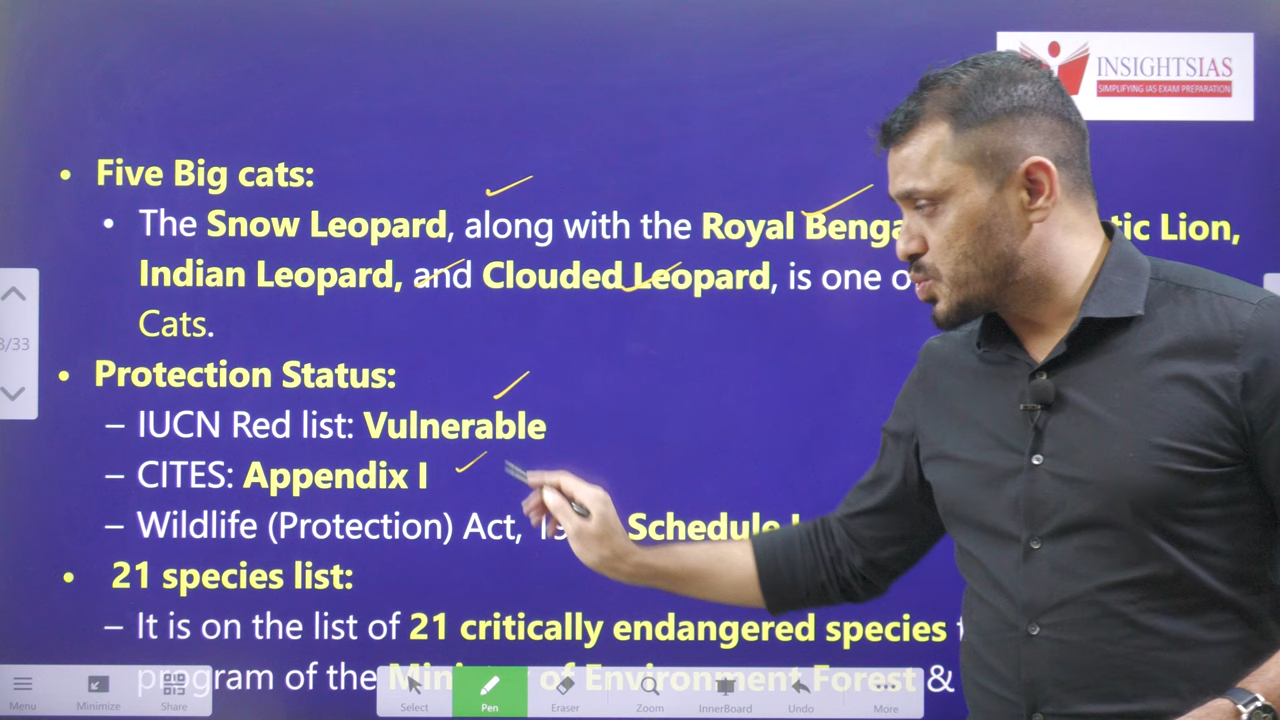 INSIGHTSIAS
SIMPLIFYING IAS EXAM PREPARATION
• Five Big cats:
• The Snow Leopard, along with the Royal Lion,
Indian Leopard, and Clouded Leopard, is one
Cats.
• Protection Status:
– IUCN Red list: Vulnerable
– CITES: Appendix I
– Wildlife (Protection) Act, Schedule
• 21 species list:
– It is on the list of 21 critically endangered species
program of the of Environment Forest &
3/33
Menu Minimize Share Select Pen Eraser Zoom InnerBoard Undo More